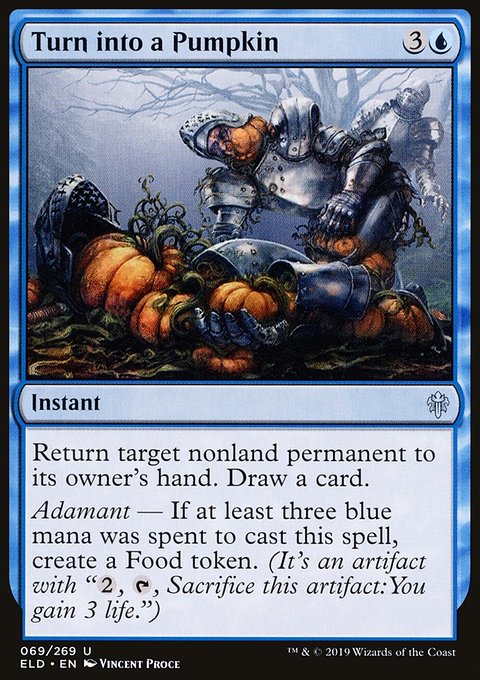 Turn into a Pumpkin 3
Instant
Return target nonland permanent to
its owner's hand. Draw a card.
Adamant — If at least three blue
mana was spent to cast this spell,
create a Food token. (It's an artifact
with “2, , Sacrifice this artifact:You
gain 3 life.”)
069/269 U
ELD • EN VINCENT PROCE
™ & © 2019 Wizards of the Coast